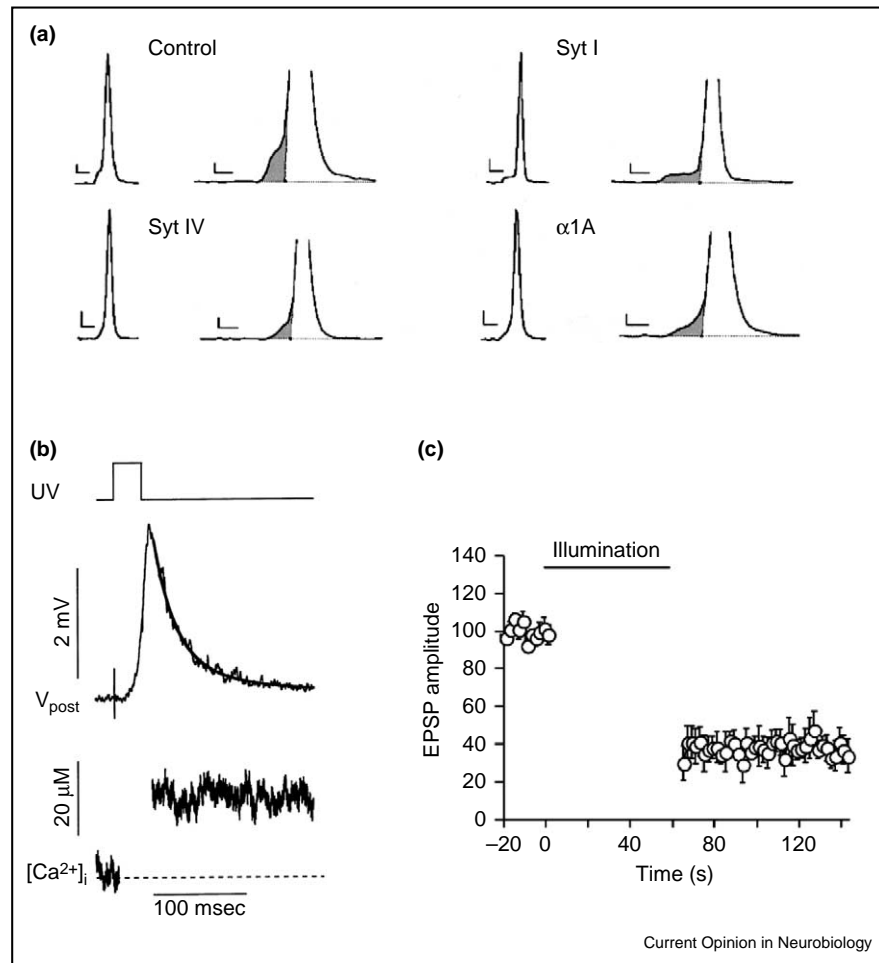 (a)
Control
Syt I
Syt IV
α1A
(b)
UV
2 mV
Vpost
20 μM
[Ca2+]i
100 msec
(c)
Illumination
140
120
100
80
60
40
20
0
EPSP amplitude
–20 0 40 80 120
Time (s)
Current Opinion in Neurobiology